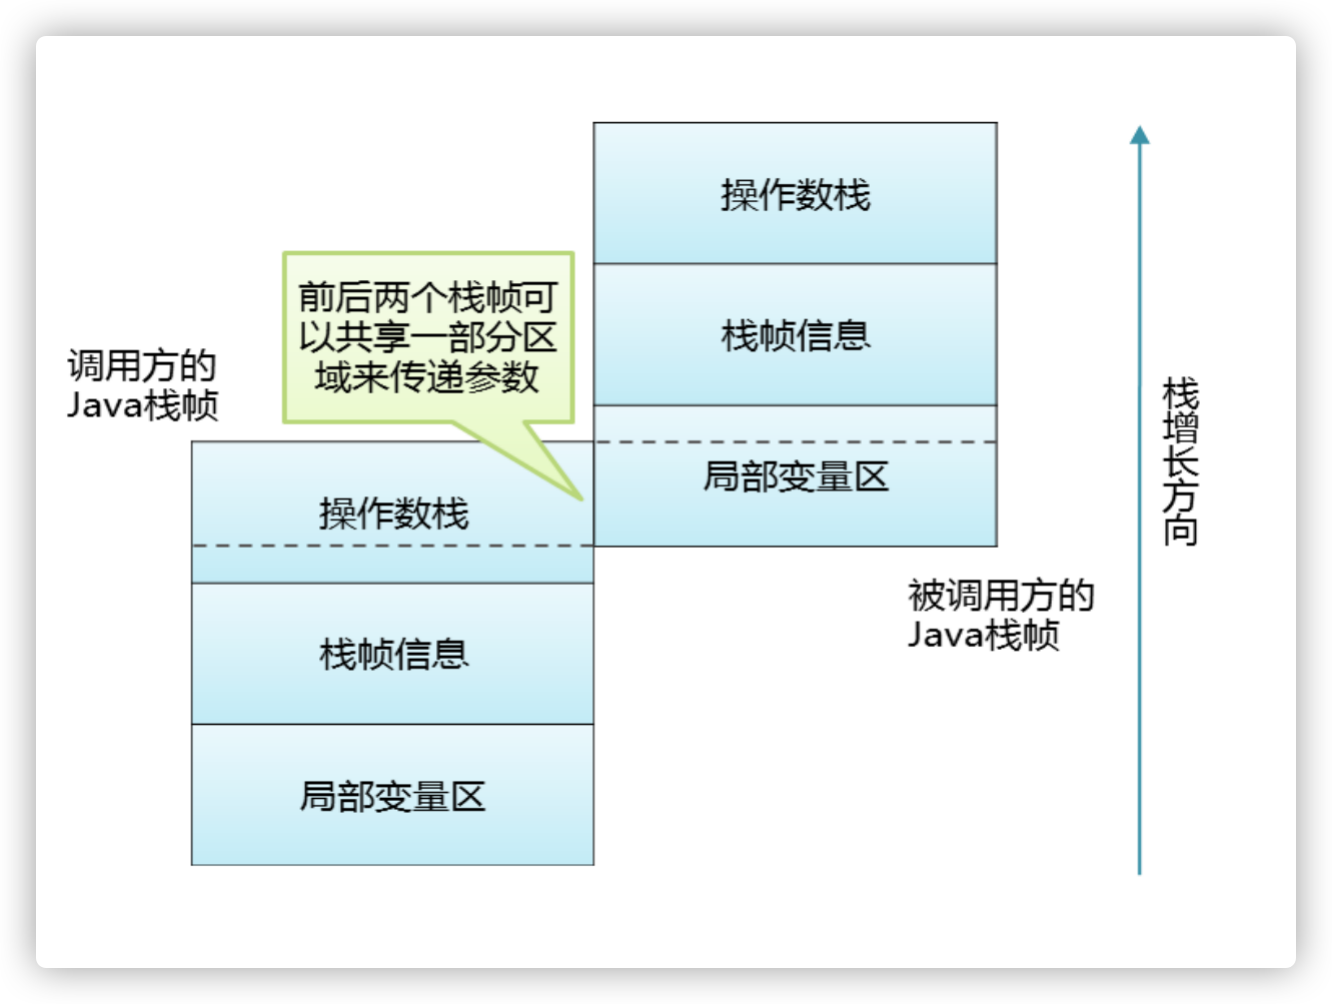 操作数栈
前后两个栈帧可
以共享一部分区
域来传递参数
栈帧信息
调用方的
Java栈帧
栈增长方向
局部变量区
操作数栈
被调用方的
Java栈帧
栈帧信息
局部变量区